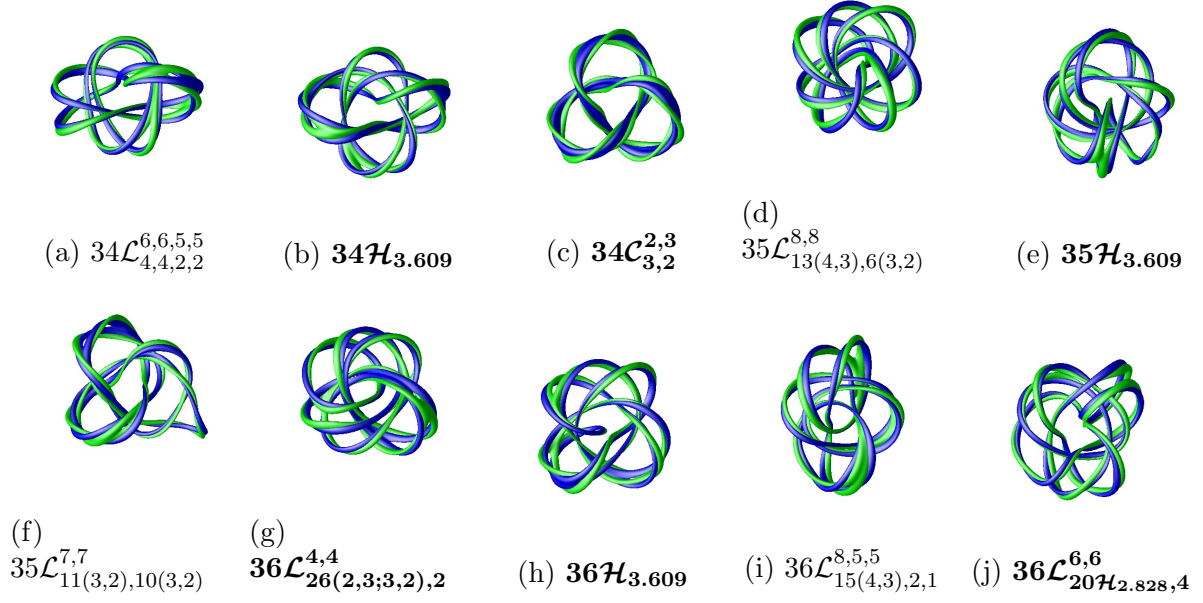 (a) 34ℒ^{6,6,5,5}_{4,4,2,2}
(b) 34ℋ_{3.609}
(c) 34𝒞^{2,3}_{3,2}
(d)
35ℒ^{8,8}_{13(4,3),6(3,2)}
(e) 35ℋ_{3.609}
(f)
35ℒ^{7,7}_{11(3,2),10(3,2)}
(g)
36ℒ^{4,4}_{26(2,3;3,2),2}
(h) 36ℋ_{3.609}
(i) 36ℒ^{8,5,5}_{15(4,3),2,1}
(j) 36ℒ^{6,6}_{20ℋ_{2.828},4}